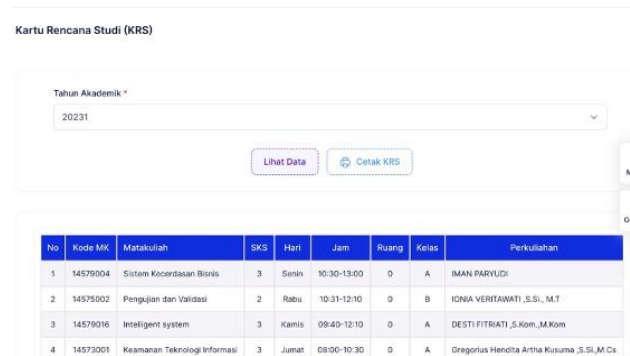 Kartu Rencana Studi (KRS)
Tahun Akademik *
20231
Lihat Data Cetak KRS
No Kode MK Matakuliah SKS Hari Jam Ruang Kelas Perkuliahan
1 14579004 Sistem Kecerdasan Bisnis 3 Senin 10:30-13:00 0 A IMAN PARYUDI
2 14575002 Pengujian dan Validasi 2 Rabu 10:31-12:10 0 B IONIA VERITAWATI ,S.Si., M.T
3 14579016 Intelligent system 3 Kamis 09:40-12:10 0 A DESTI FITRIATI ,S.Kom.,M.Kom
4 14573001 Keamanan Teknologi Informasi 3 Jumat 08:00-10:30 0 A Gregorius Hendita Artha Kusuma ,S.Si,.M.Cs